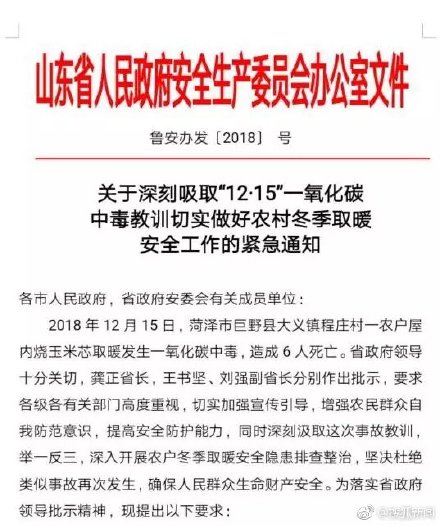 山东省人民政府安全生产委员会办公室文件
鲁安办发〔2018〕 号
关于深刻吸取“12·15”一氧化碳
中毒教训切实做好农村冬季取暖
安全工作的紧急通知
各市人民政府，省政府安委会有关成员单位：
2018 年 12 月 15 日，菏泽市巨野县大义镇程庄村一农户屋
内烧玉米芯取暖发生一氧化碳中毒，造成 6 人死亡。省政府领导
十分关切，龚正省长，王书坚、刘强副省长分别作出批示，要求
各级各有关部门高度重视，切实加强宣传引导，增强农民群众自
我防范意识，提高安全防护能力，同时深刻汲取这次事故教训，
举一反三，深入开展农户冬季取暖安全隐患排查整治，坚决杜绝
类似事故再次发生，确保人民群众生命财产安全。为落实省政府
领导批示精神，现提出以下要求：